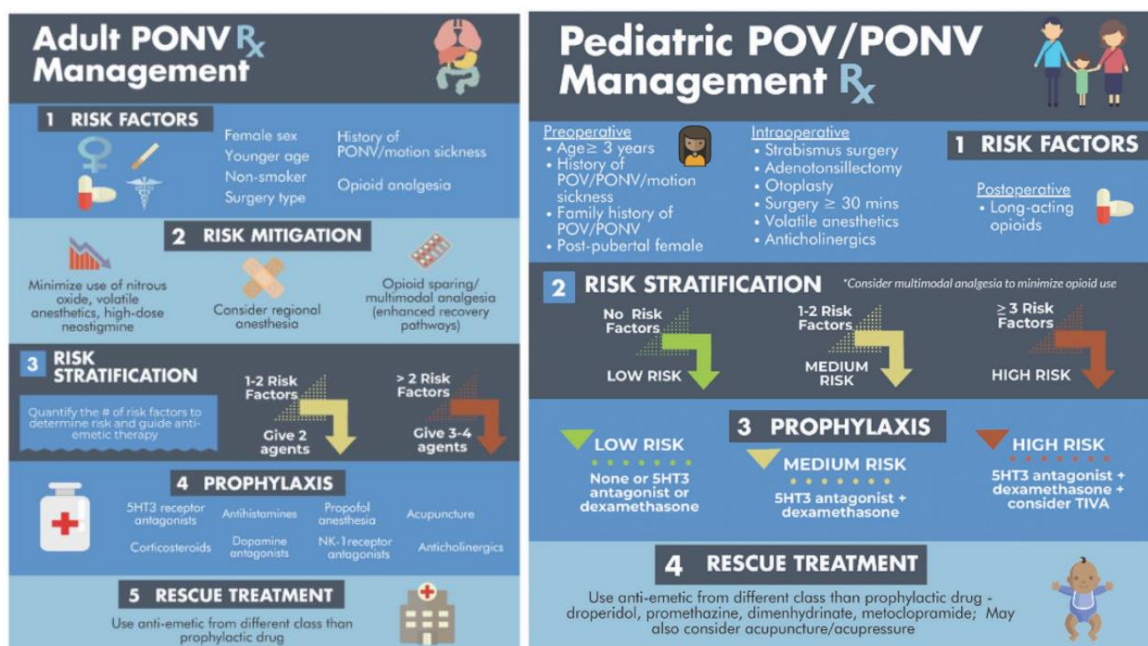 Adult PONV Rx
Management
1 RISK FACTORS
Female sex
Younger age
Non-smoker
Surgery type
History of
PONV/motion sickness
Opioid analgesia
2 RISK MITIGATION
Minimize use of nitrous
oxide, volatile
anesthetics, high-dose
neostigmine
Consider regional
anesthesia
Opioid sparing/
multimodal analgesia
(enhanced recovery
pathways)
3 RISK
STRATIFICATION
Quantify the # of risk factors to
determine risk and guide anti-
emetic therapy
1-2 Risk
Factors
Give 2
agents
> 2 Risk
Factors
Give 3-4
agents
4 PROPHYLAXIS
5HT3 receptor
antagonists
Antihistamines
Propofol
anesthesia
Acupuncture
Corticosteroids
Dopamine
antagonists
NK-1receptor
antagonists
Anticholinergics
5 RESCUE TREATMENT
Use anti-emetic from different class than
prophylactic drug
Pediatric POV/PONV
Management Rx
1 RISK FACTORS
Preoperative
• Age≥ 3 years
• History of
POV/PONV/motion
sickness
• Family history of
POV/PONV
• Post-pubertal female
Intraoperative
• Strabismus surgery
• Adenotonsillectomy
• Otoplasty
• Surgery ≥ 30 mins
• Volatile anesthetics
• Anticholinergics
Postoperative
• Long-acting
opioids
2 RISK STRATIFICATION
*Consider multimodal analgesia to minimize opioid use
No Risk
Factors
LOW RISK
1-2 Risk
Factors
MEDIUM
RISK
≥ 3 Risk
Factors
HIGH RISK
3 PROPHYLAXIS
LOW RISK
None or 5HT3
antagonist or
dexamethasone
MEDIUM RISK
5HT3 antagonist +
dexamethasone
HIGH RISK
5HT3 antagonist +
dexamethasone +
consider TIVA
4 RESCUE TREATMENT
Use anti-emetic from different class than prophylactic drug -
droperidol, promethazine, dimenhydrinate, metoclopramide; May
also consider acupuncture/acupressure